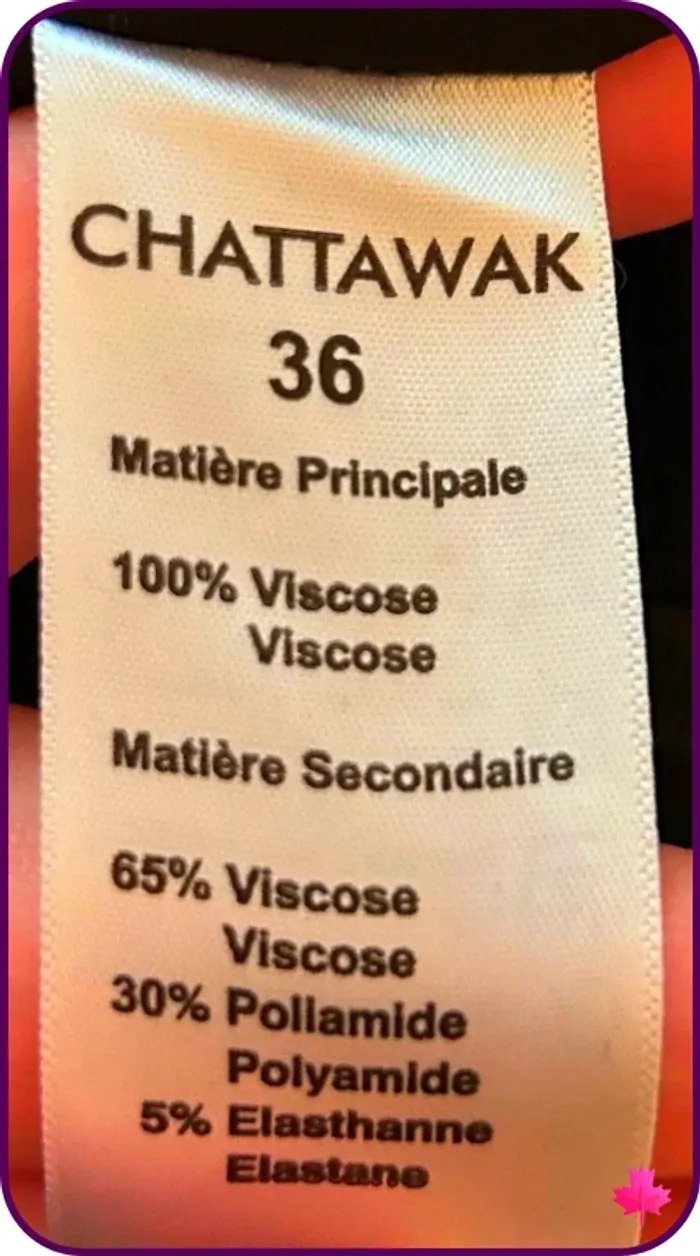 CHATTAWAK
36
Matière Principale
100% Viscose
Viscose
Matière Secondaire
65% Viscose
Viscose
30% Poliamide
Polyamide
5% Elasthanne
Elastane